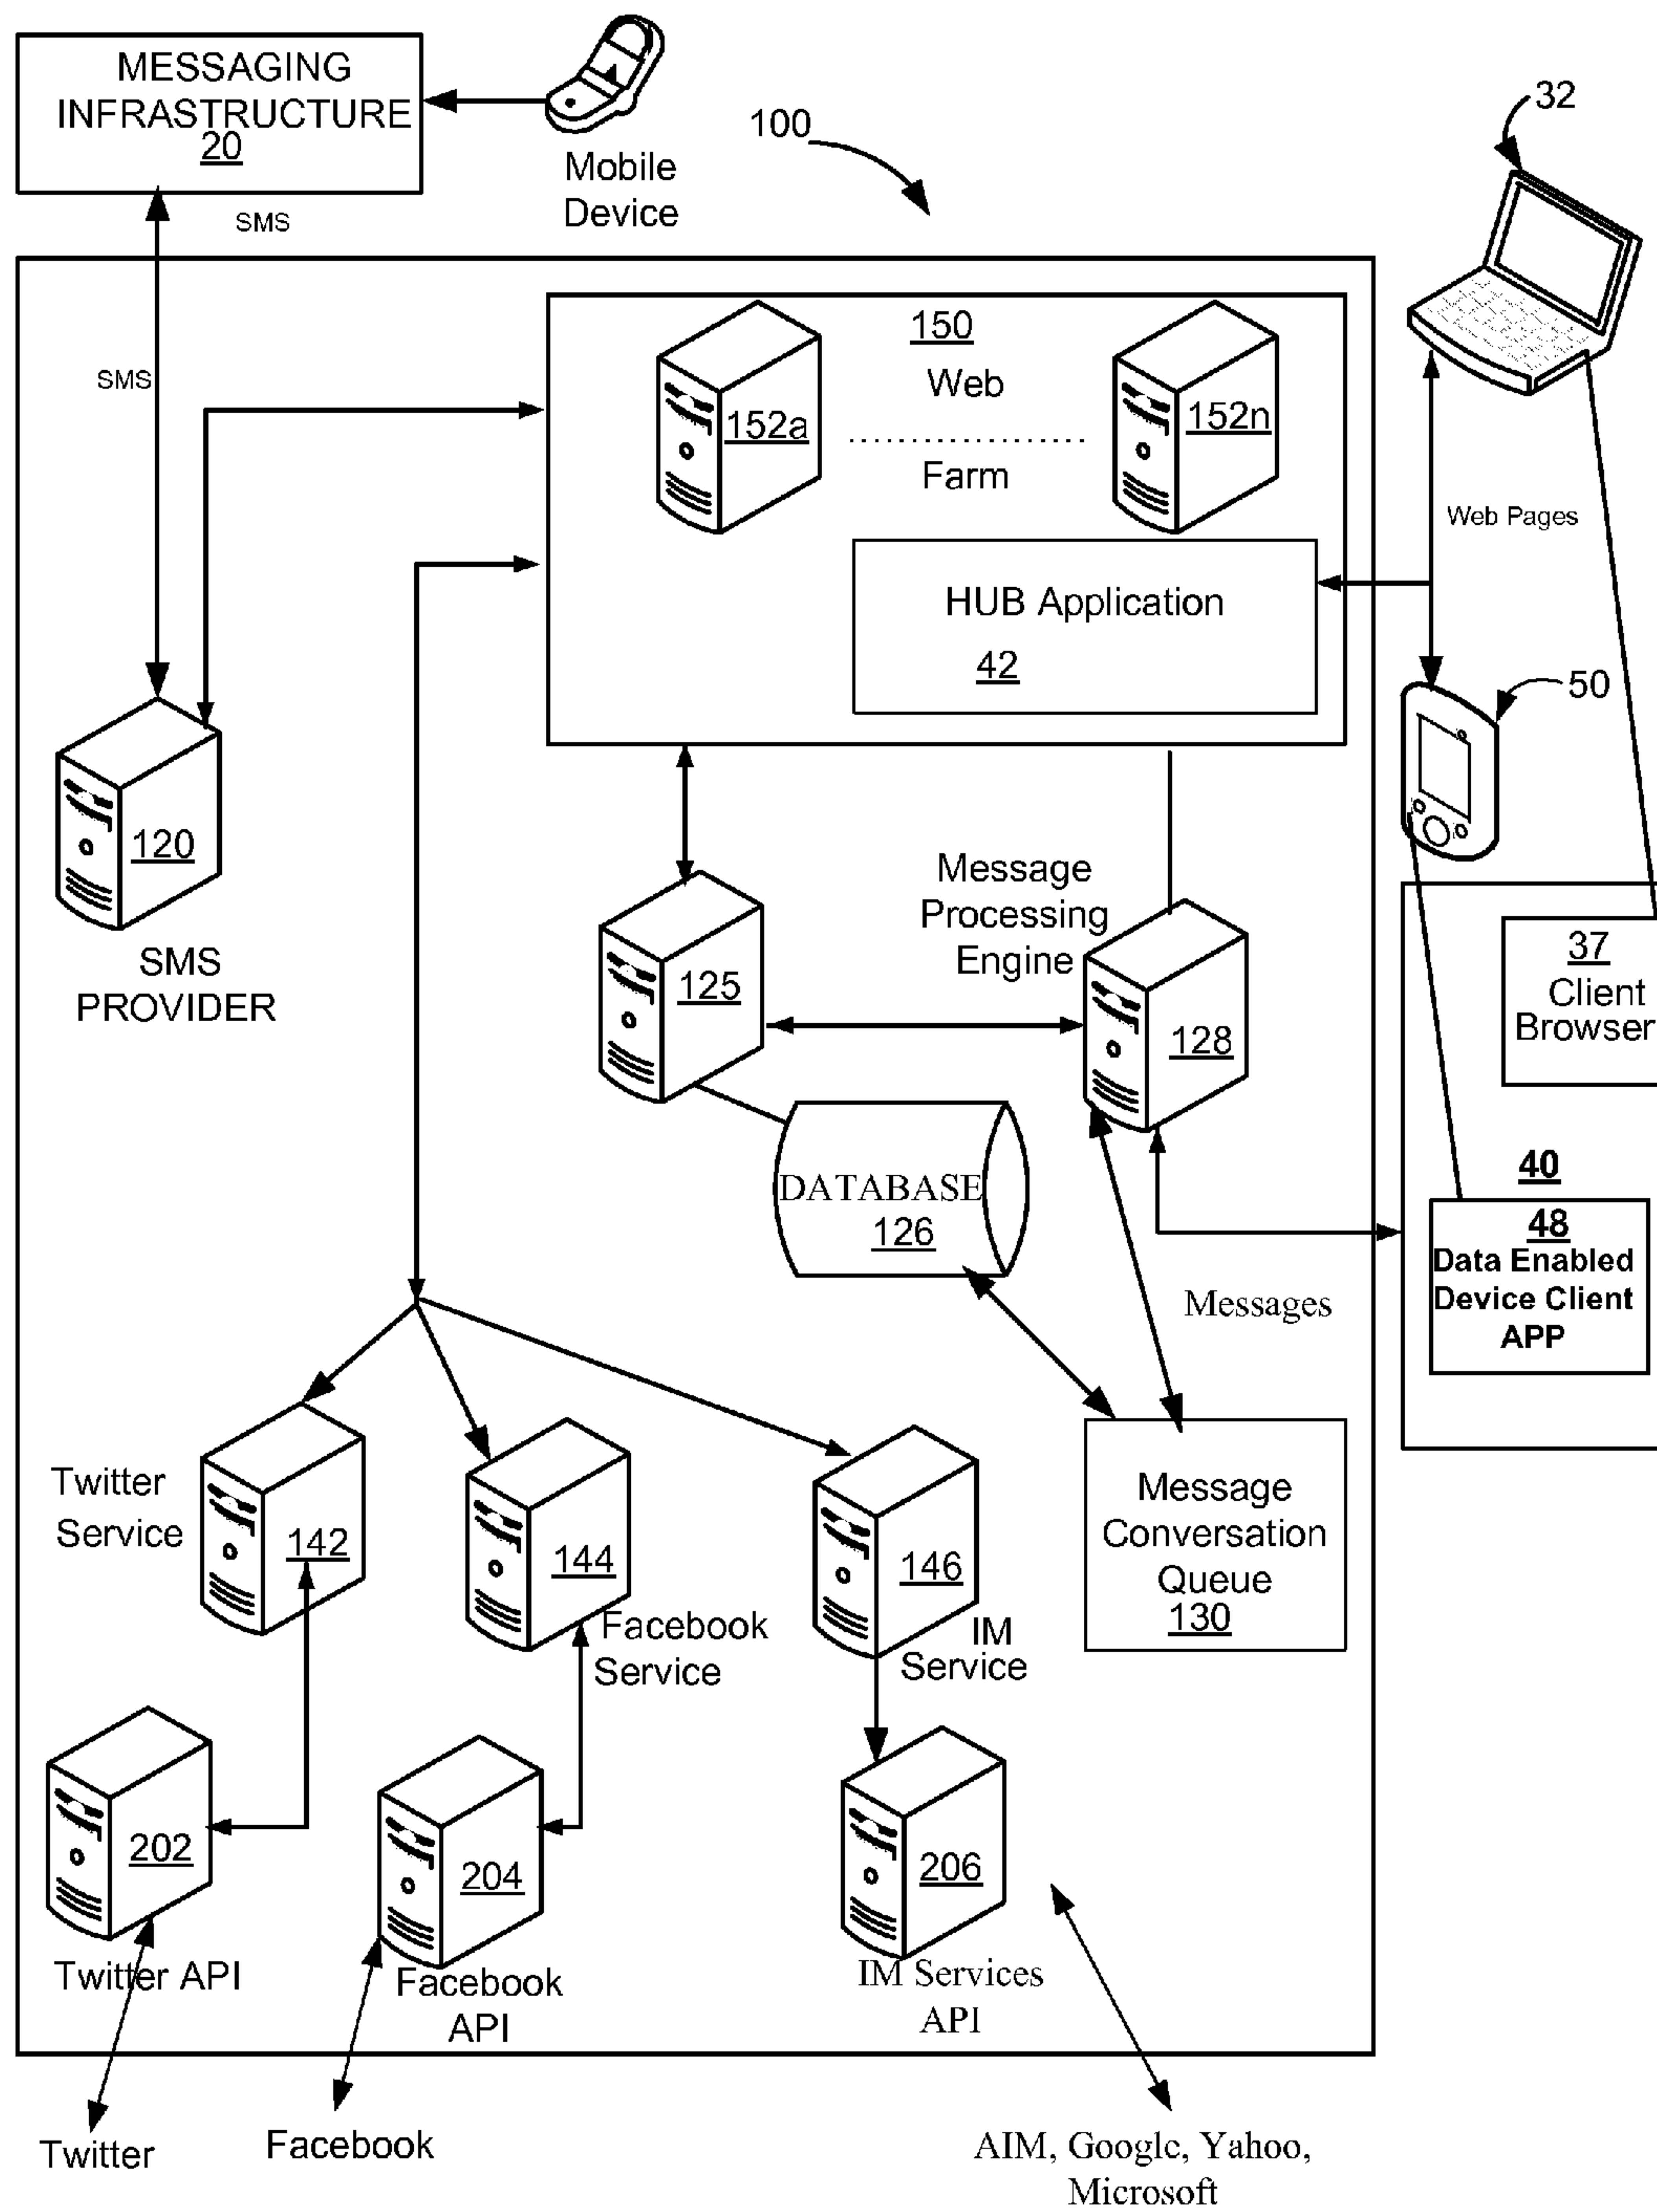 MESSAGING
INFRASTRUCTURE
20
Mobile
Device
100
32
SMS
SMS
150
Web
Farm
152a
152n
Web Pages
HUB Application
42
50
120
SMS
PROVIDER
125
Message
Processing
Engine
128
37
Client
Browser
DATABASE
126
40
48
Data Enabled
Device Client
APP
Messages
Twitter
Service
142
144
Facebook
Service
146
IM
Service
Message
Conversation
Queue
130
202
Twitter API
204
Facebook
API
206
IM Services
API
Twitter
Facebook
AIM, Google, Yahoo,
Microsoft